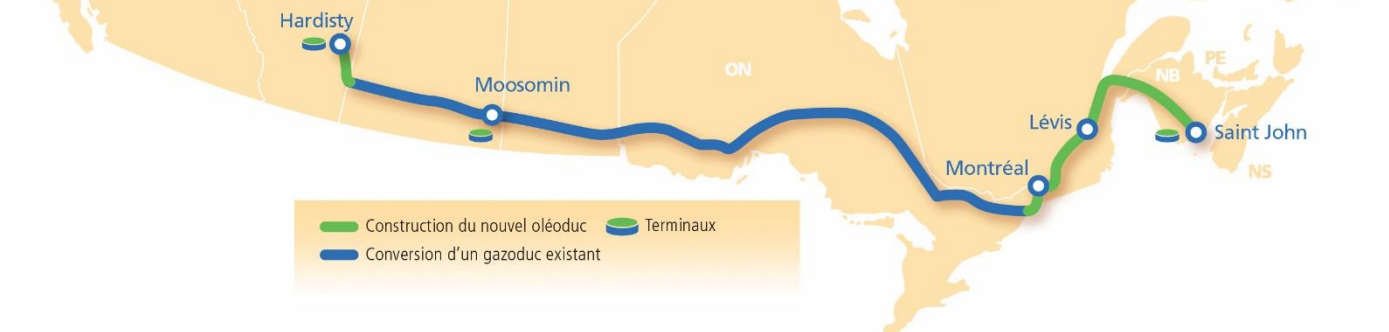 Hardisty
Moosomin
ON
NB
PE
Lévis
Saint John
Montréal
NS
Construction du nouvel oléoduc
Terminaux
Conversion d'un gazoduc existant